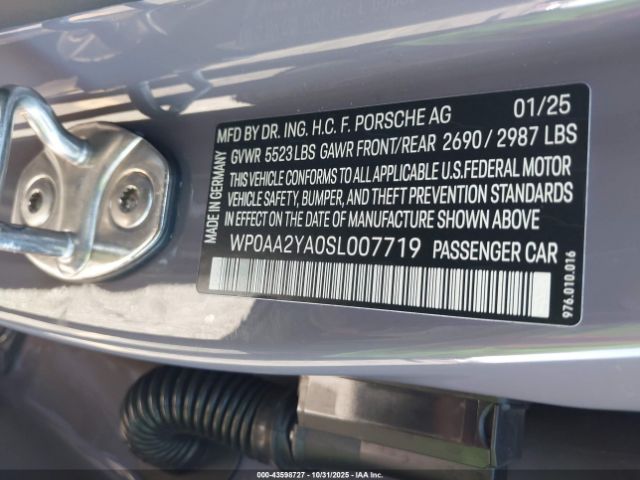 MFD BY DR. ING. H.C. F. PORSCHE AG 01/25
GVWR 5523 LBS GAWR FRONT/REAR 2690 / 2987 LBS
THIS VEHICLE CONFORMS TO ALL APPLICABLE U.S. FEDERAL MOTOR
VEHICLE SAFETY, BUMPER, AND THEFT PREVENTION STANDARDS
IN EFFECT ON THE DATE OF MANUFACTURE SHOWN ABOVE
WP0AA2YA0SL007719 PASSENGER CAR
MADE IN GERMANY
976.010.016
000-43598727 - 10/31/2025 - IAAI.COM